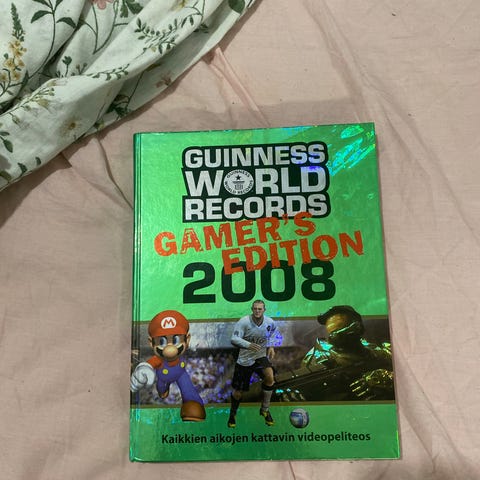 GUINNESS
WORLD
RECORDS
GAMER'S
EDITION
2008
M
Kaikkien aikojen kattavin videopeliteos